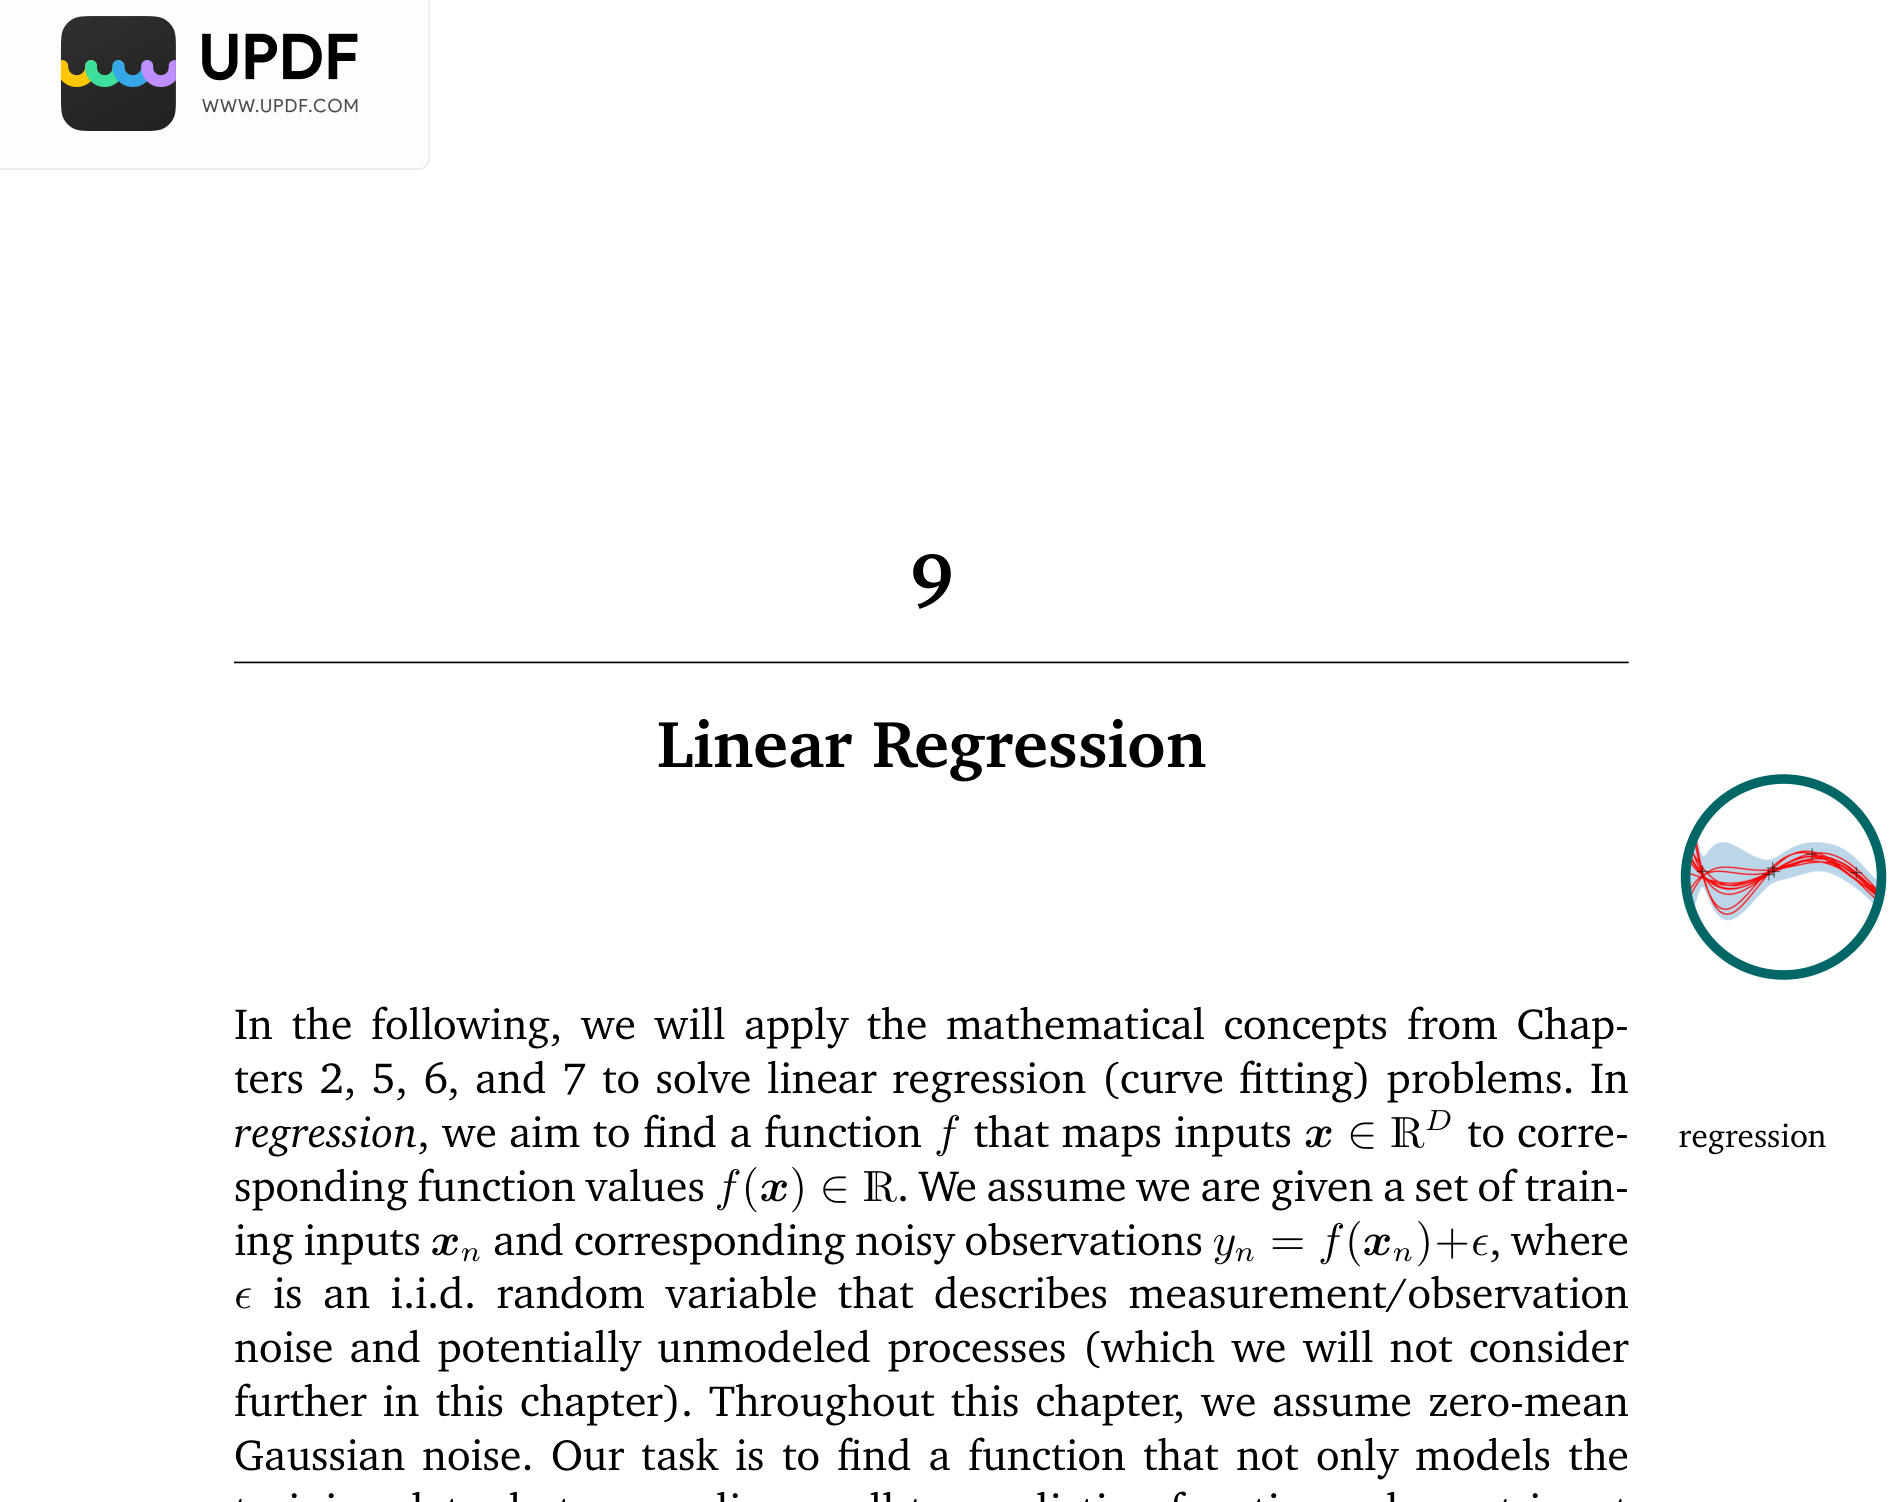 UPDF
WWW.UPDF.COM
9
Linear Regression
In the following, we will apply the mathematical concepts from Chap-
ters 2, 5, 6, and 7 to solve linear regression (curve fitting) problems. In
regression, we aim to find a function f that maps inputs x ∈ ℝᴰ to corre-
regression
sponding function values f(x) ∈ ℝ. We assume we are given a set of train-
ing inputs xₙ and corresponding noisy observations yₙ = f(xₙ)+ϵ, where
ϵ is an i.i.d. random variable that describes measurement/observation
noise and potentially unmodeled processes (which we will not consider
further in this chapter). Throughout this chapter, we assume zero-mean
Gaussian noise. Our task is to find a function that not only models the